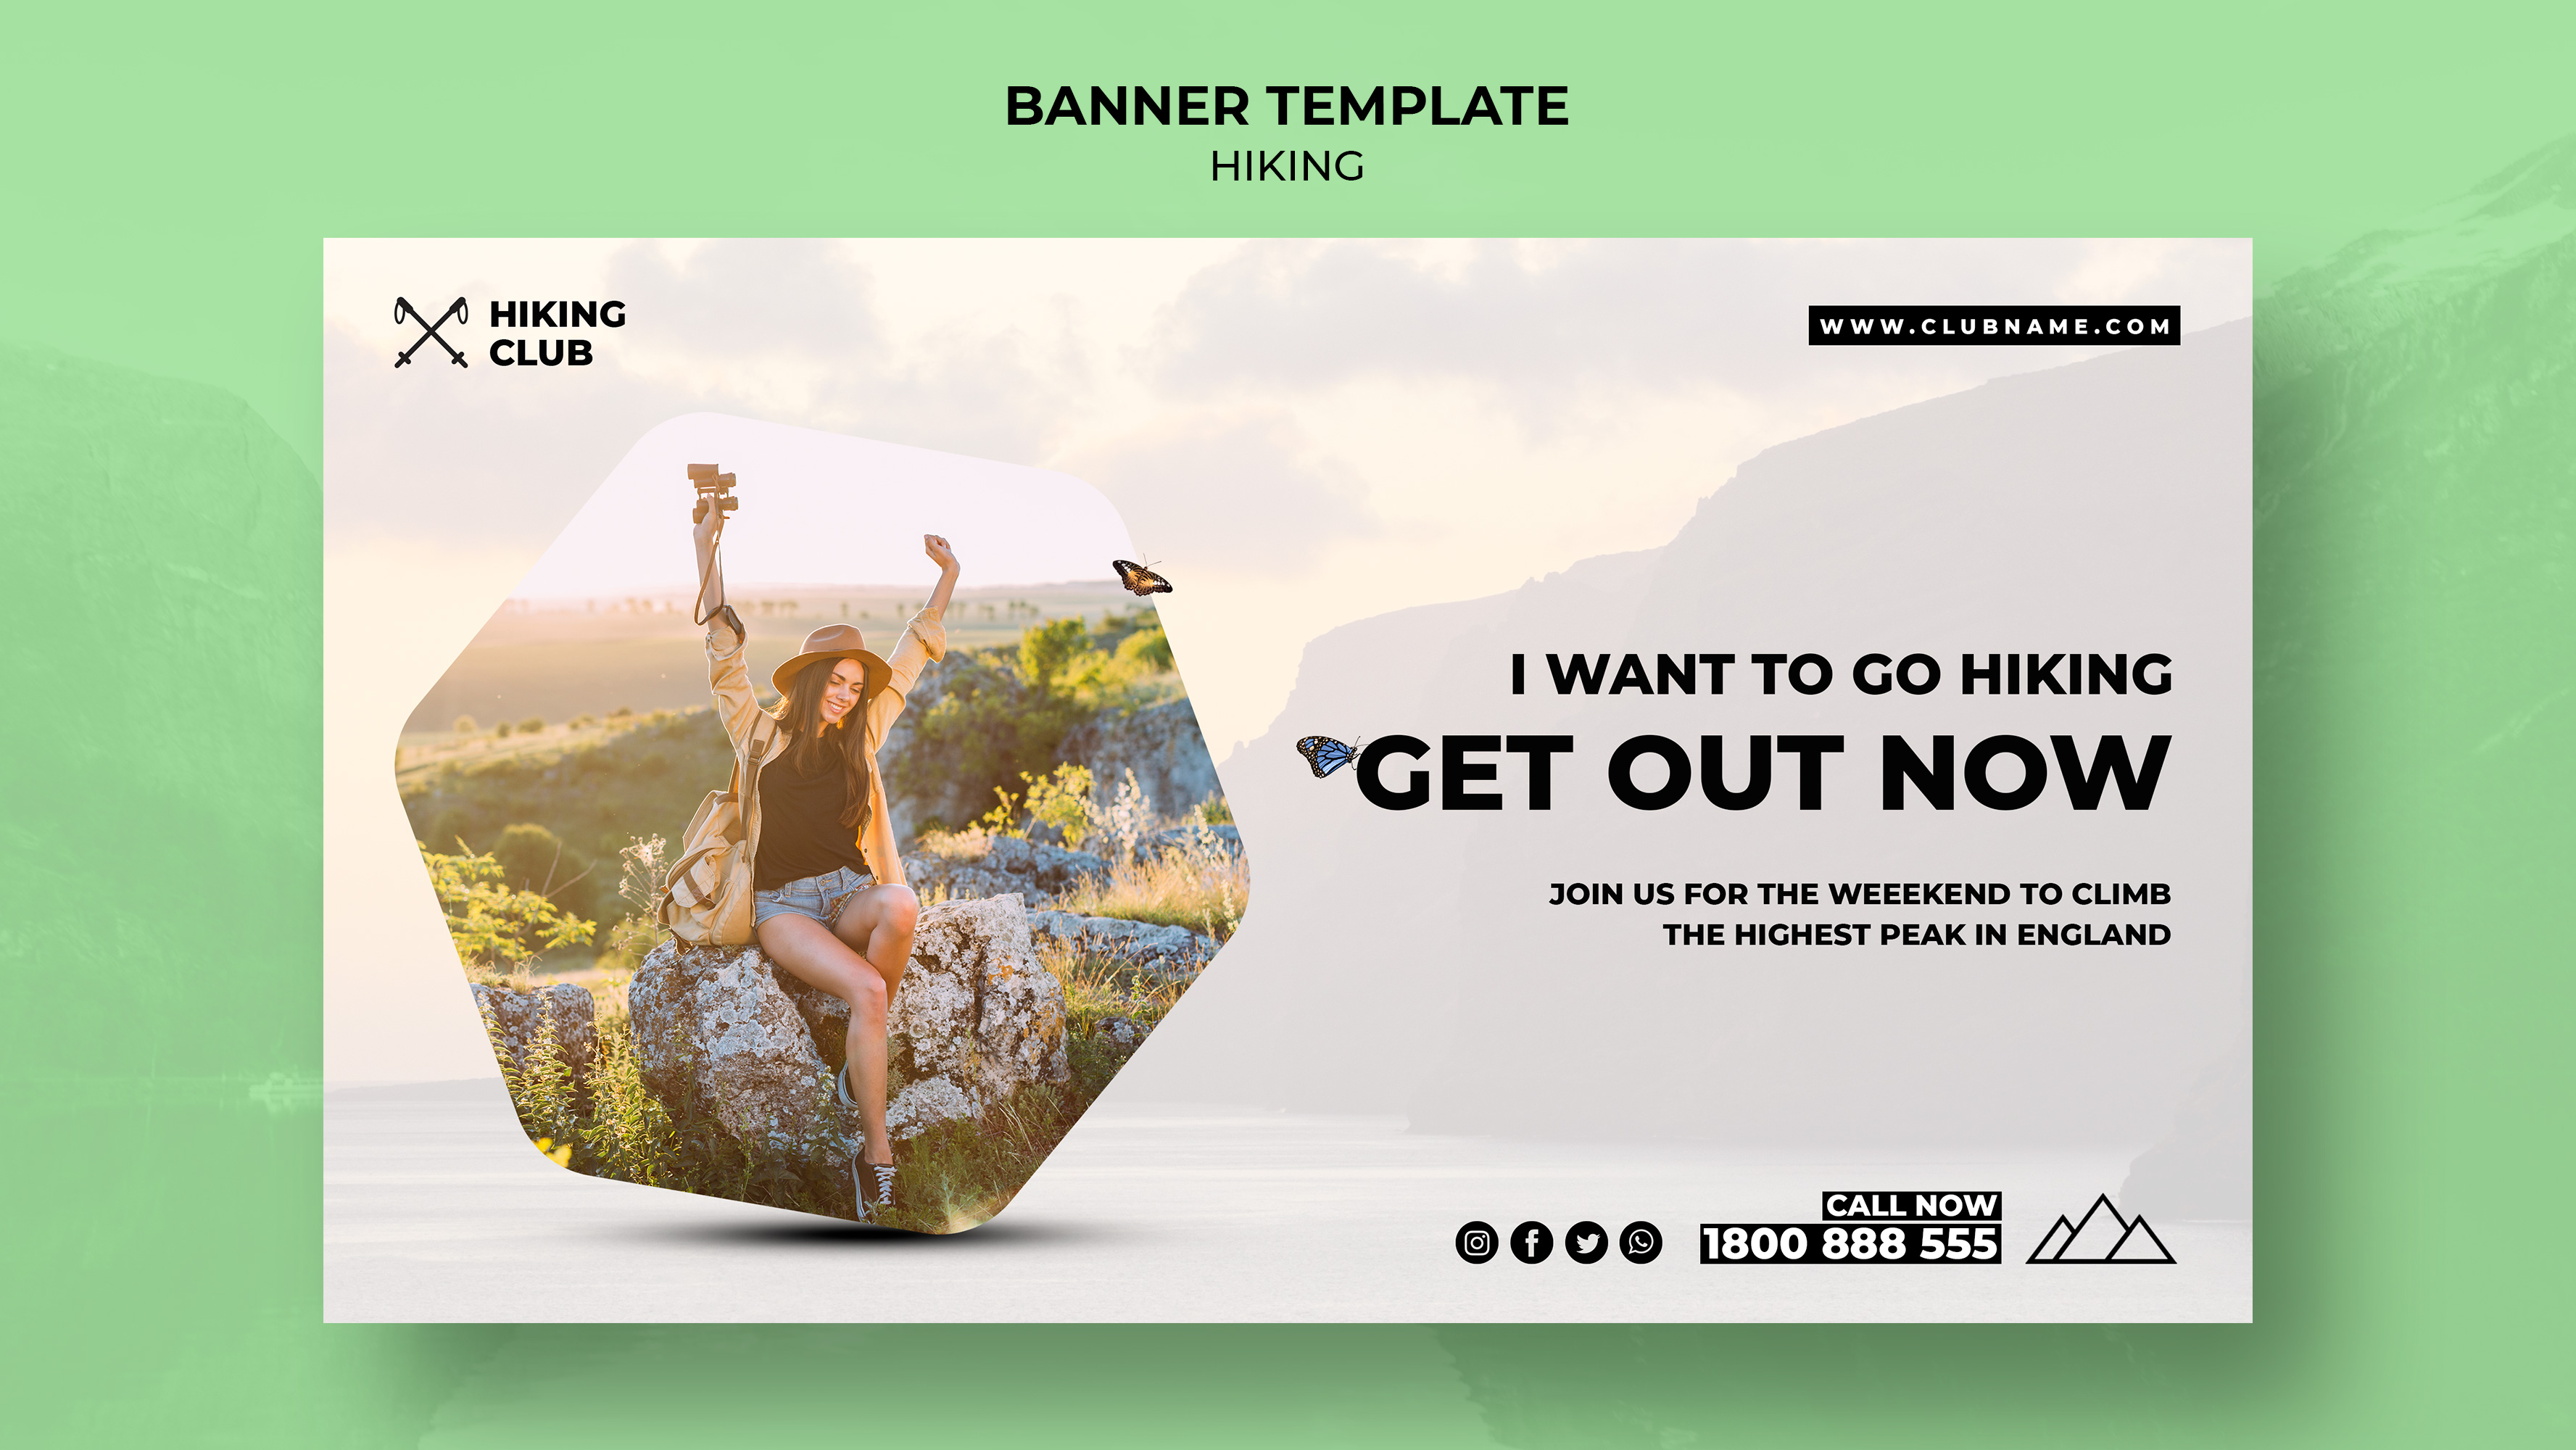 BANNER TEMPLATE
HIKING
HIKING
CLUB
WWW.CLUBNAME.COM
I WANT TO GO HIKING
GET OUT NOW
JOIN US FOR THE WEEEKEND TO CLIMB
THE HIGHEST PEAK IN ENGLAND
CALL NOW
1800 888 555